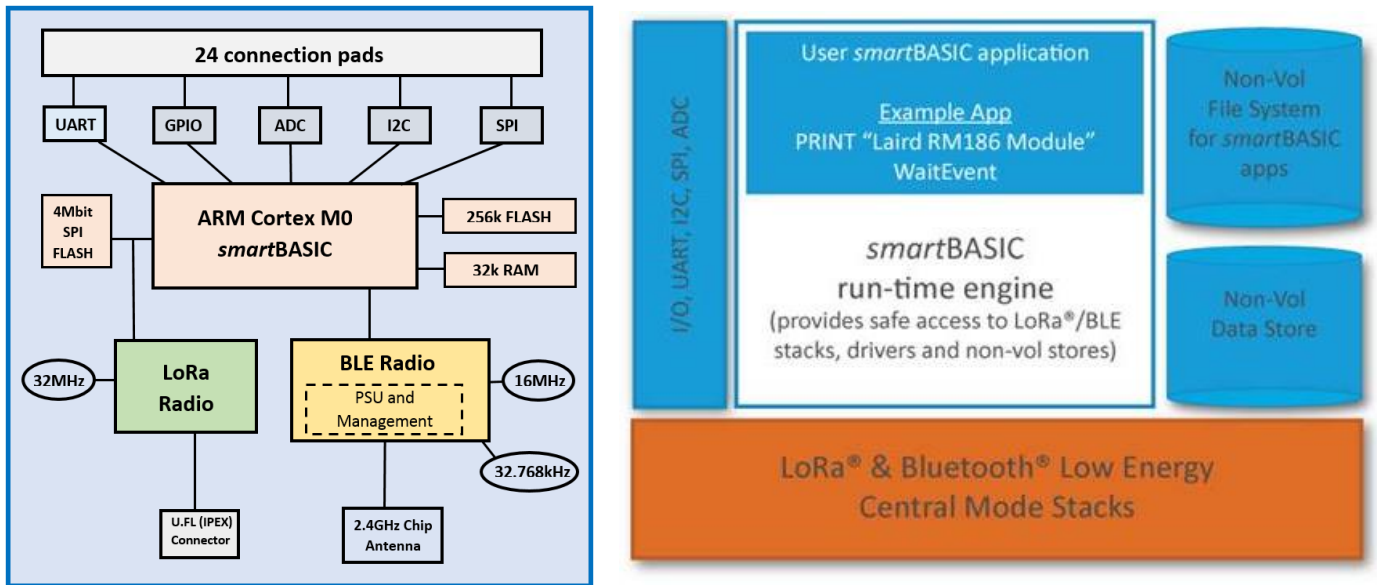 24 connection pads
UART
GPIO
ADC
I2C
SPI
4Mbit
SPI
FLASH
ARM Cortex M0
smartBASIC
256k FLASH
32k RAM
32MHz
LoRa
Radio
BLE Radio
PSU and
Management
16MHz
32.768kHz
U.FL (IPEX)
Connector
2.4GHz Chip
Antenna
I/O, UART, I2C, SPI, ADC
User smartBASIC application
Example App
PRINT “Laird RM186 Module”
WaitEvent
smartBASIC
run-time engine
(provides safe access to LoRa®/BLE
stacks, drivers and non-vol stores)
Non-Vol
File System
for smartBASIC
apps
Non-Vol
Data Store
LoRa® & Bluetooth® Low Energy
Central Mode Stacks